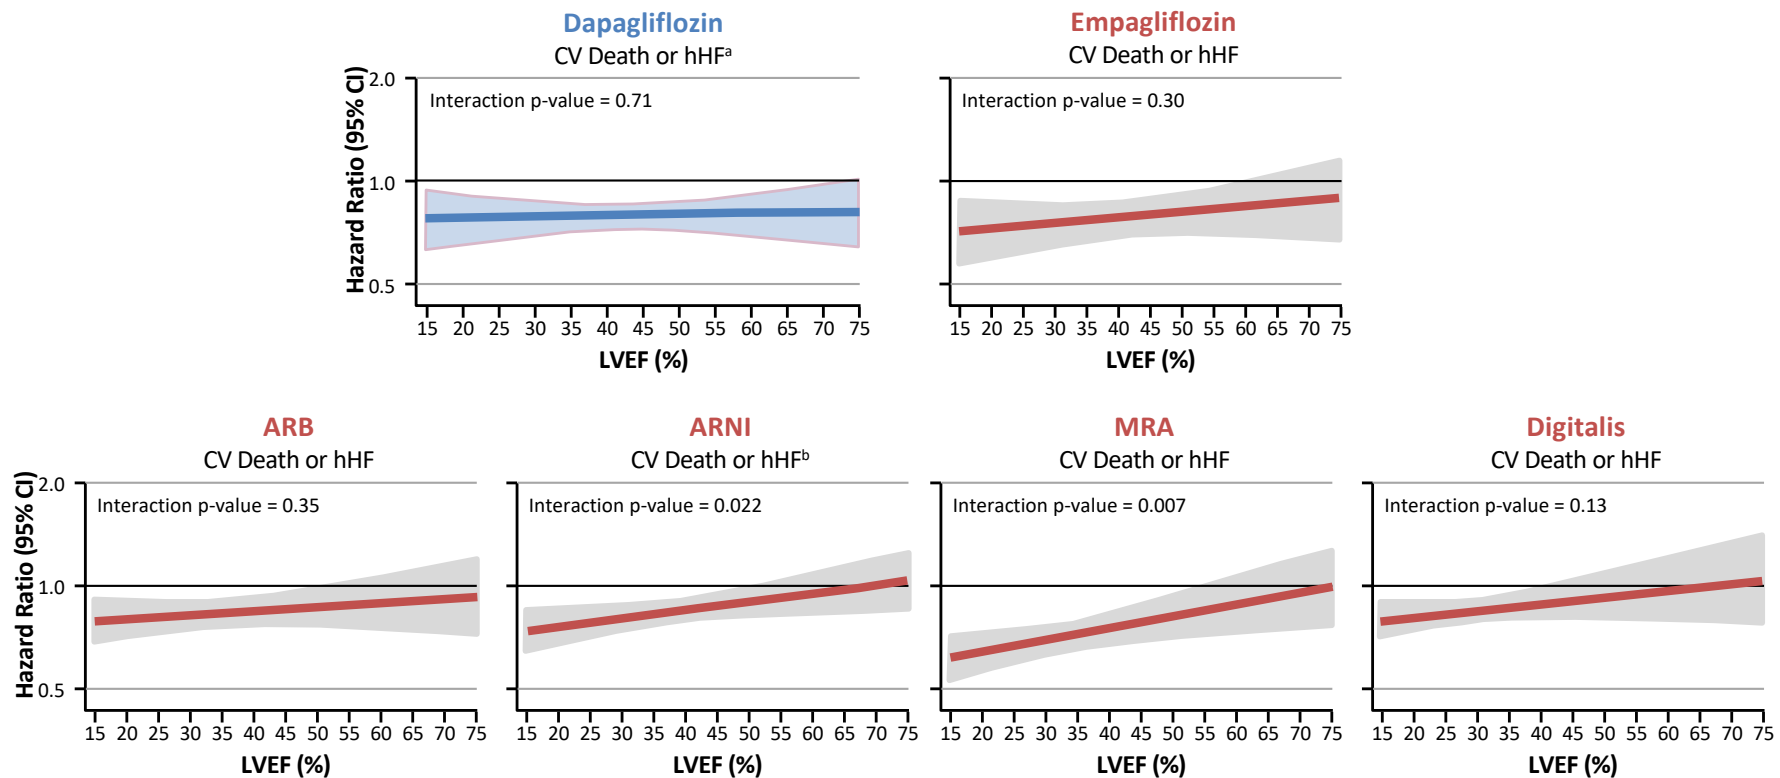 Dapagliflozin
CV Death or hHFᵃ
Hazard Ratio (95% CI)
2.0
1.0
0.5
Interaction p-value = 0.71
15 20 25 30 35 40 45 50 55 60 65 70 75
LVEF (%)
Empagliflozin
CV Death or hHF
Interaction p-value = 0.30
15 20 25 30 35 40 45 50 55 60 65 70 75
LVEF (%)
ARB
CV Death or hHF
Hazard Ratio (95% CI)
2.0
1.0
0.5
Interaction p-value = 0.35
15 20 25 30 35 40 45 50 55 60 65 70 75
LVEF (%)
ARNI
CV Death or hHFᵇ
Interaction p-value = 0.022
15 20 25 30 35 40 45 50 55 60 65 70 75
LVEF (%)
MRA
CV Death or hHF
Interaction p-value = 0.007
15 20 25 30 35 40 45 50 55 60 65 70 75
LVEF (%)
Digitalis
CV Death or hHF
Interaction p-value = 0.13
15 20 25 30 35 40 45 50 55 60 65 70 75
LVEF (%)